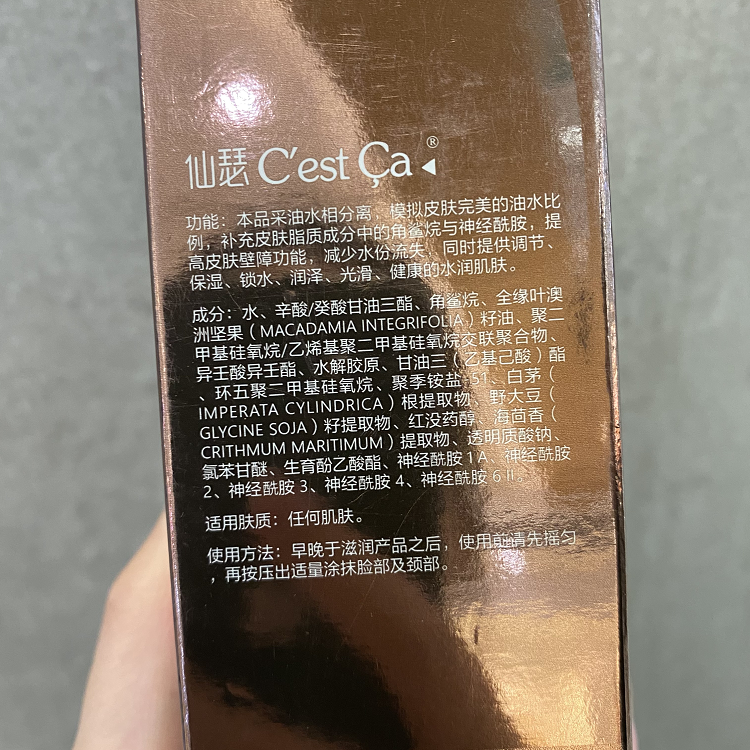 仙瑟 C'est Ça ®
功能：本品采油水相分离，模拟皮肤完美的油水比
例，补充皮肤脂质成分中的角鲨烷与神经酰胺，提
高皮肤壁障功能，减少水份流失，同时提供调节、
保湿、锁水、润泽、光滑、健康的水润肌肤。
成分：水、辛酸/癸酸甘油三酯、角鲨烷、全缘叶澳
洲坚果（MACADAMIA INTEGRIFOLIA）籽油、聚二
甲基硅氧烷/乙烯基聚二甲基硅氧烷交联聚合物、
异壬酸异壬酯、水解胶原、甘油三（乙基己酸）酯
、环五聚二甲基硅氧烷、聚季铵盐-51、白茅（
IMPERATA CYLINDRICA）根提取物、野大豆（
GLYCINE SOJA）籽提取物、红没药醇、海茴香（
CRITHMUM MARITIMUM）提取物、透明质酸钠、
氯苯甘醚、生育酚乙酸酯、神经酰胺 1 A、神经酰胺
2、神经酰胺 3、神经酰胺 4、神经酰胺 6 II。
适用肤质：任何肌肤。
使用方法：早晚于滋润产品之后，使用前请先摇匀
，再按压出适量涂抹脸部及颈部。